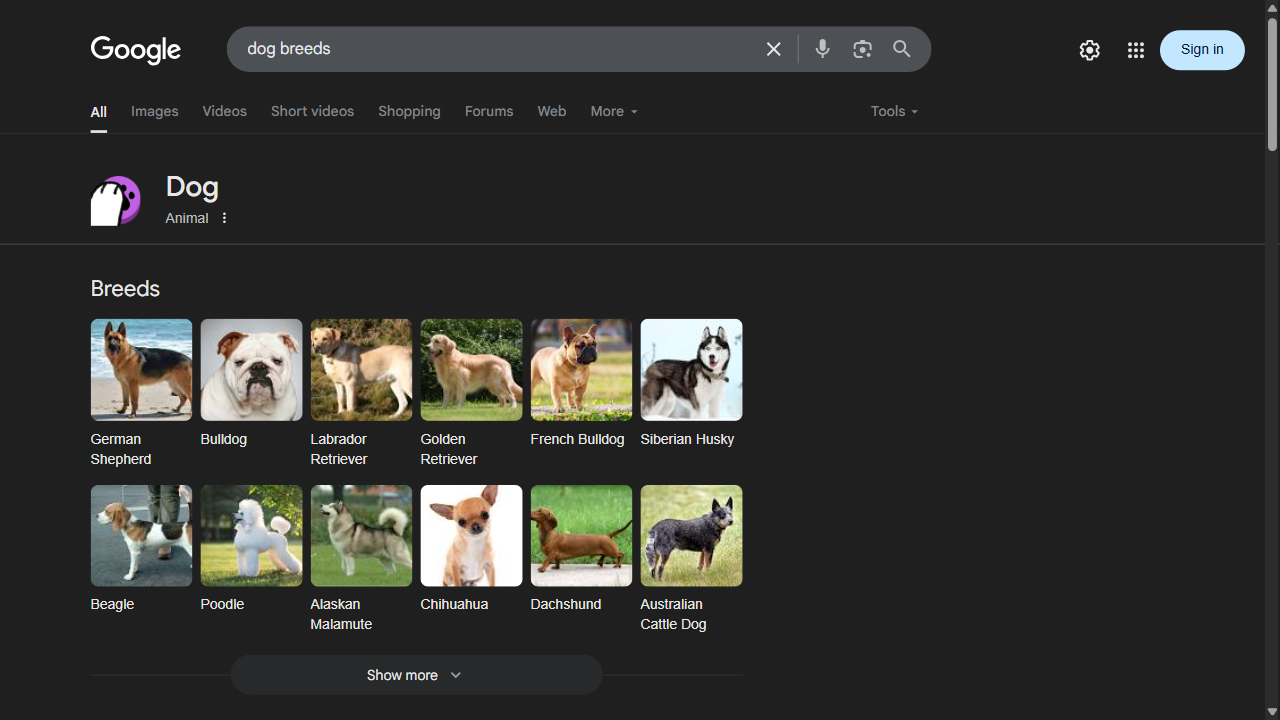 Google
dog breeds
Sign in
All
Images
Videos
Short videos
Shopping
Forums
Web
More
Tools
Dog
Animal
Breeds
German
Shepherd
Bulldog
Labrador
Retriever
Golden
Retriever
French Bulldog
Siberian Husky
Beagle
Poodle
Alaskan
Malamute
Chihuahua
Dachshund
Australian
Cattle Dog
Show more